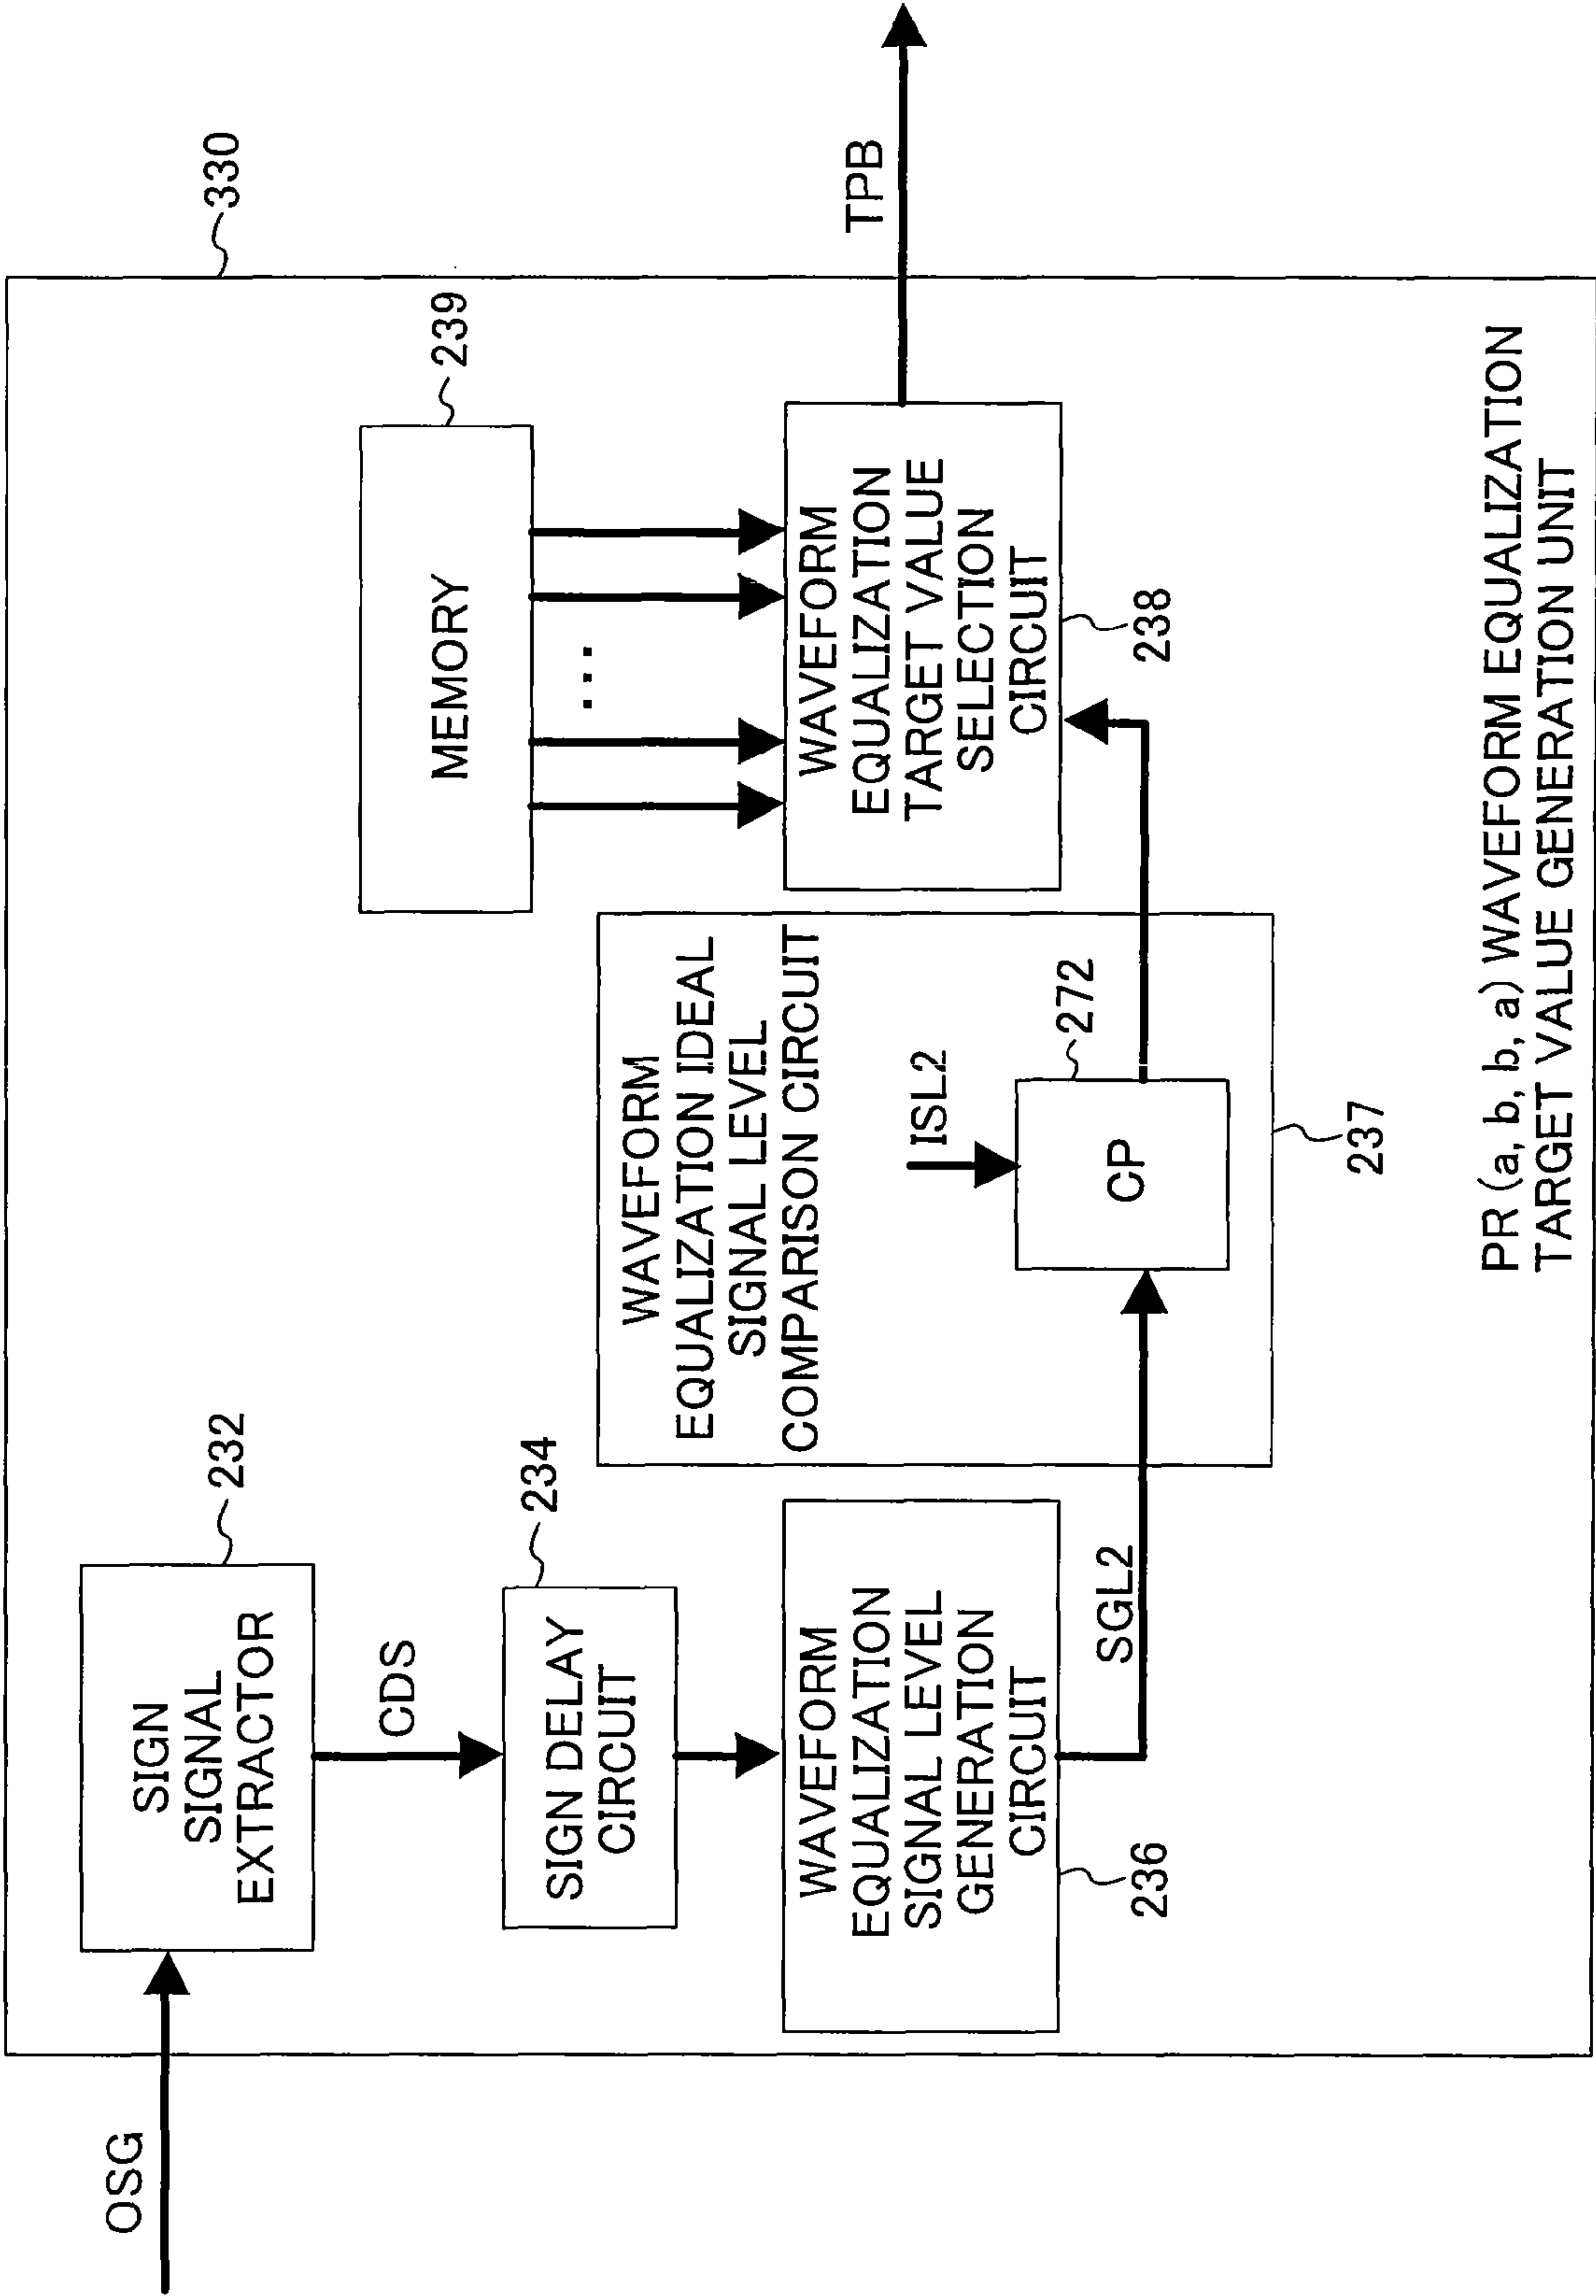 OSG
330
SIGN
SIGNAL
EXTRACTOR
232
CDS
SIGN DELAY
CIRCUIT
234
WAVEFORM
EQUALIZATION
SIGNAL LEVEL
GENERATION
CIRCUIT
236
SGL2
WAVEFORM
EQUALIZATION IDEAL
SIGNAL LEVEL
COMPARISON CIRCUIT
ISL2
CP
272
237
MEMORY
239
...
WAVEFORM
EQUALIZATION
TARGET VALUE
SELECTION
CIRCUIT
238
TPB
PR (a, b, b, a) WAVEFORM EQUALIZATION
TARGET VALUE GENERATION UNIT